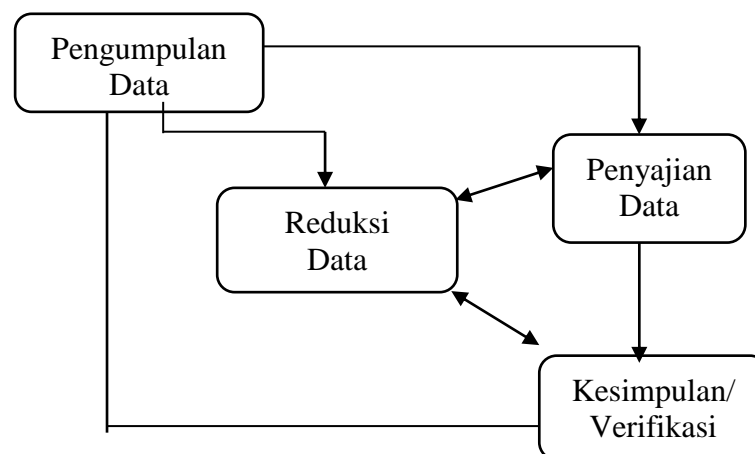 Pengumpulan
Data
Penyajian
Data
Reduksi
Data
Kesimpulan/
Verifikasi